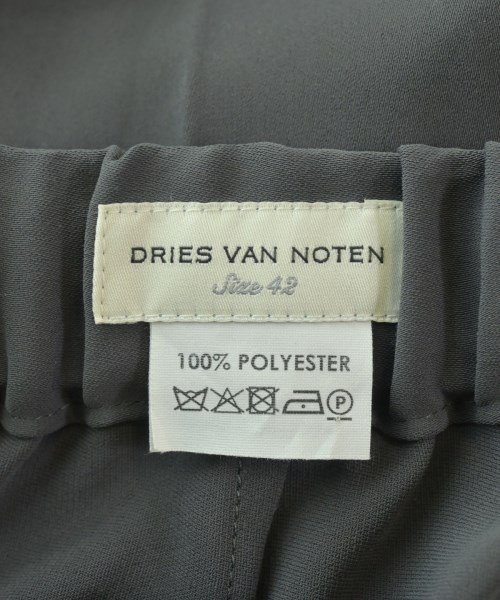 DRIES VAN NOTEN
Size 42
100% POLYESTER
P